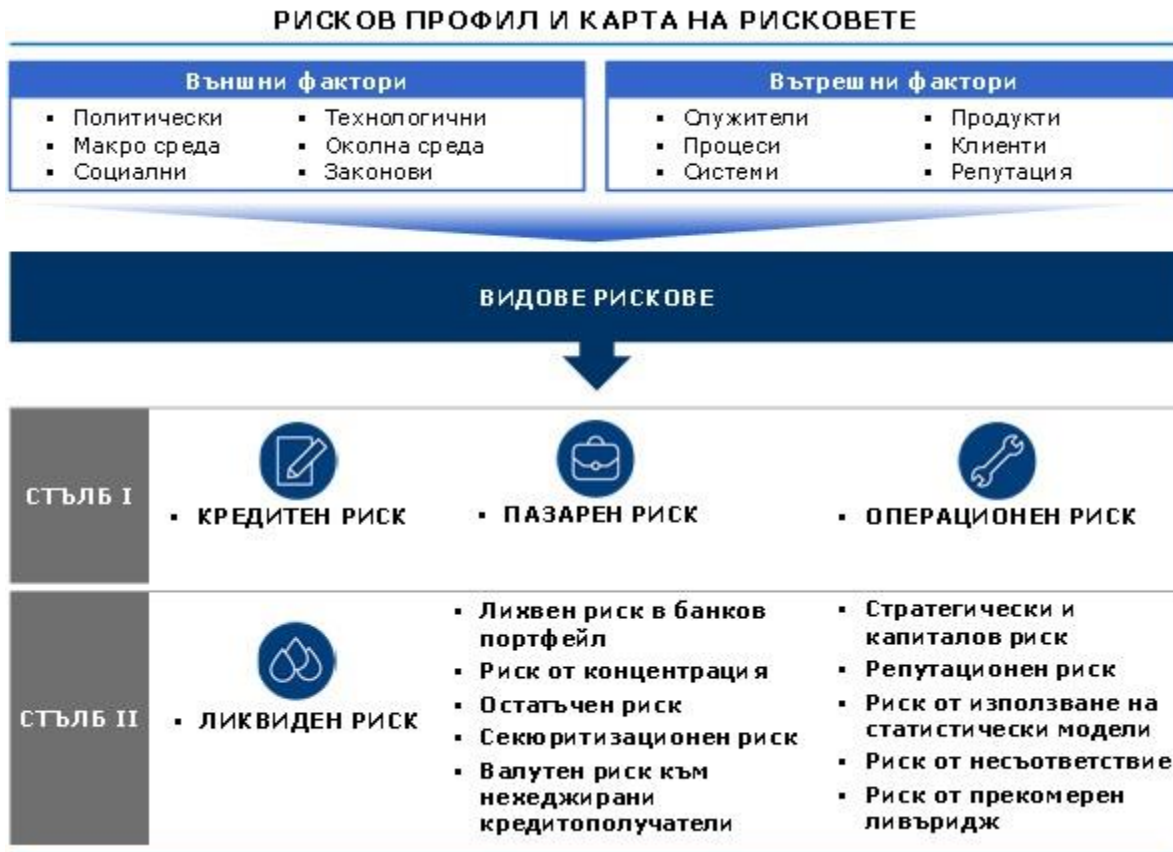 РИСКОВ ПРОФИЛ И КАРТА НА РИСКОВЕТЕ
Външни фактори
▪ Политически
▪ Макро среда
▪ Социални
▪ Технологични
▪ Околна среда
▪ Законови
Вътрешни фактори
▪ Служители
▪ Процеси
▪ Системи
▪ Продукти
▪ Клиенти
▪ Репутация
ВИДОВЕ РИСКОВЕ
СТЪЛБ I
▪ КРЕДИТЕН РИСК
▪ ПАЗАРЕН РИСК
▪ ОПЕРАЦИОНЕН РИСК
СТЪЛБ II
▪ ЛИКВИДЕН РИСК
▪ Лихвен риск в банков
портфейл
▪ Риск от концентрация
▪ Остатъчен риск
▪ Секюритизационен риск
▪ Валутен риск към
нехеджирани
кредитополучатели
▪ Стратегически и
капиталов риск
▪ Репутационен риск
▪ Риск от използване на
статистически модели
▪ Риск от несъответствие
▪ Риск от прекомерен
ливъридж